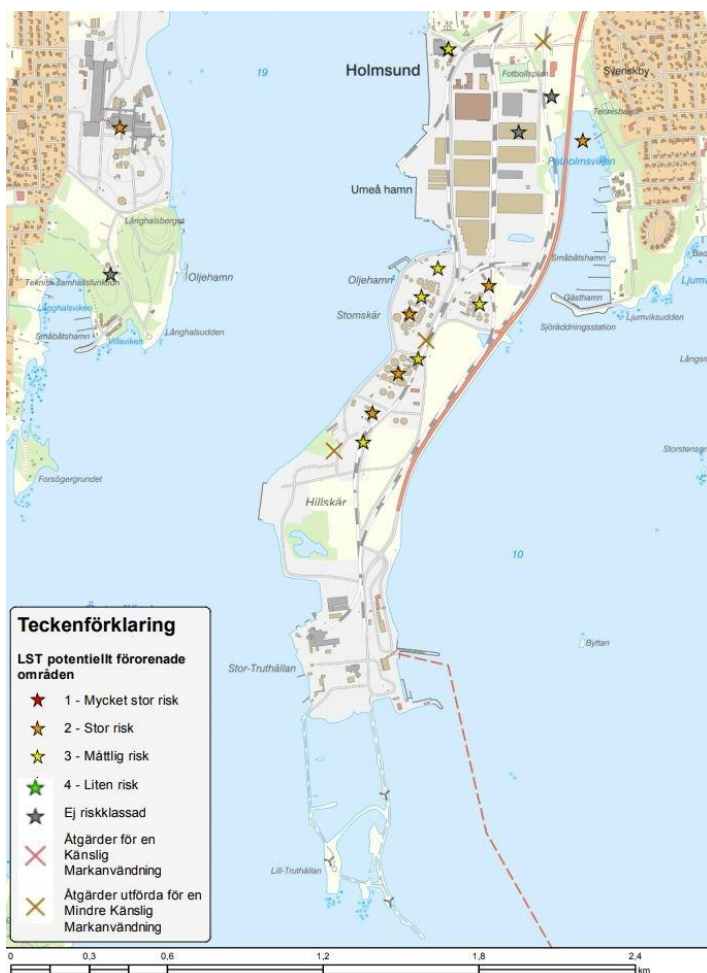 19
Holmsund
Fotbollsplan
Svenskby
Tennisbanor
Patholmsviken
Umeå hamn
Långhalsberget
Oljehamn
Teknisk samhällsfunktion
Oljehamn
Småbåtshamn
Långhalsviken
Stomskär
Gästhamn
Ljumviksudden
Sjöräddningsstation
Småbåtshamn
Villaviken
Långhalsudden
Forsögergrundet
Hillskär
10
Byttan
Stor-Truthällan
Lill-Truthällan
Teckenförklaring
LST potentiellt förorenade
områden
1 - Mycket stor risk
2 - Stor risk
3 - Måttlig risk
4 - Liten risk
Ej riskklassad
Åtgärder för en
Känslig
Markanvändning
Åtgärder utförda för en
Mindre Känslig
Markanvändning
0 0,3 0,6 1,2 1,8 2,4
km